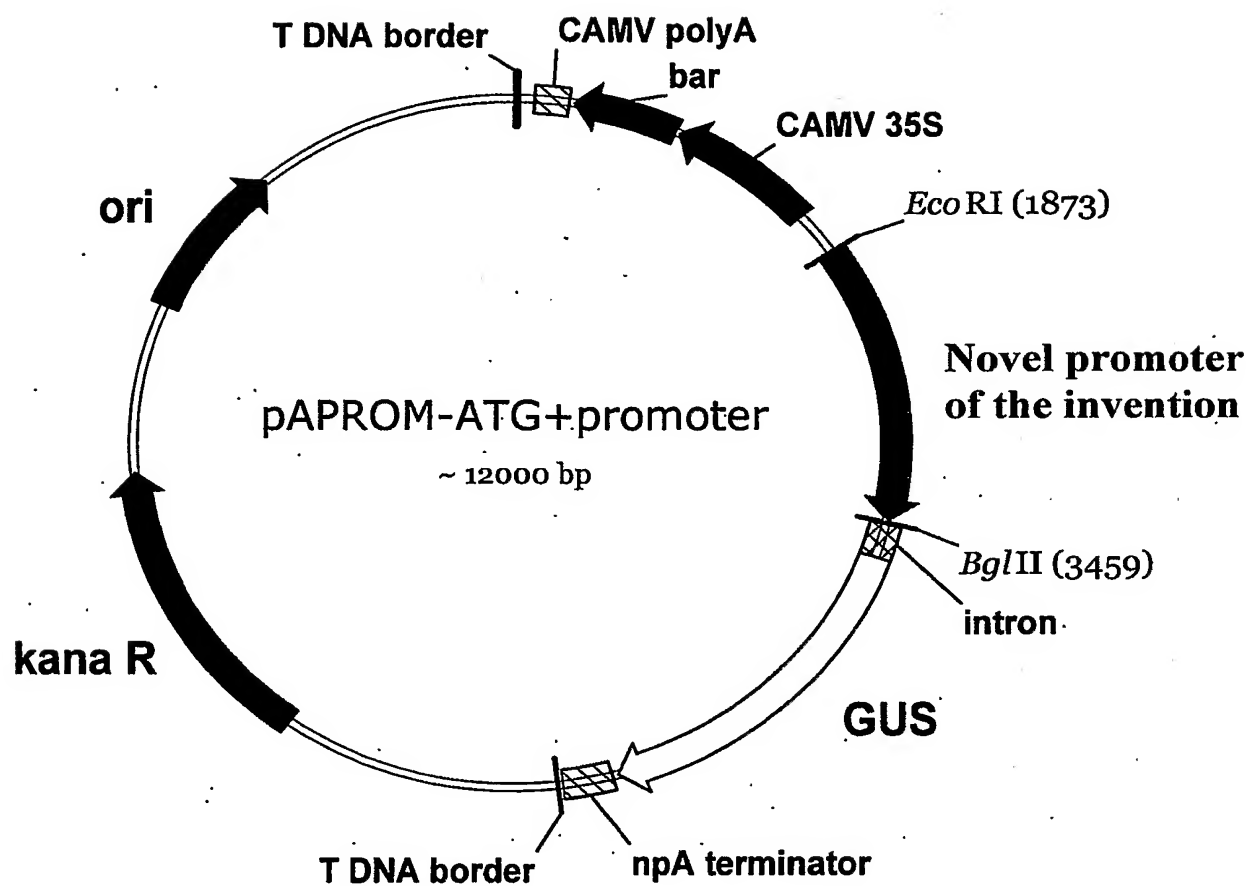 T DNA border
CAMV polyA
bar
CAMV 35S
EcoRI (1873)
ori
Novel promoter
of the invention
pAPROM-ATG+promoter
~ 12000 bp
BglII (3459)
intron
kana R
GUS
T DNA border
npA terminator